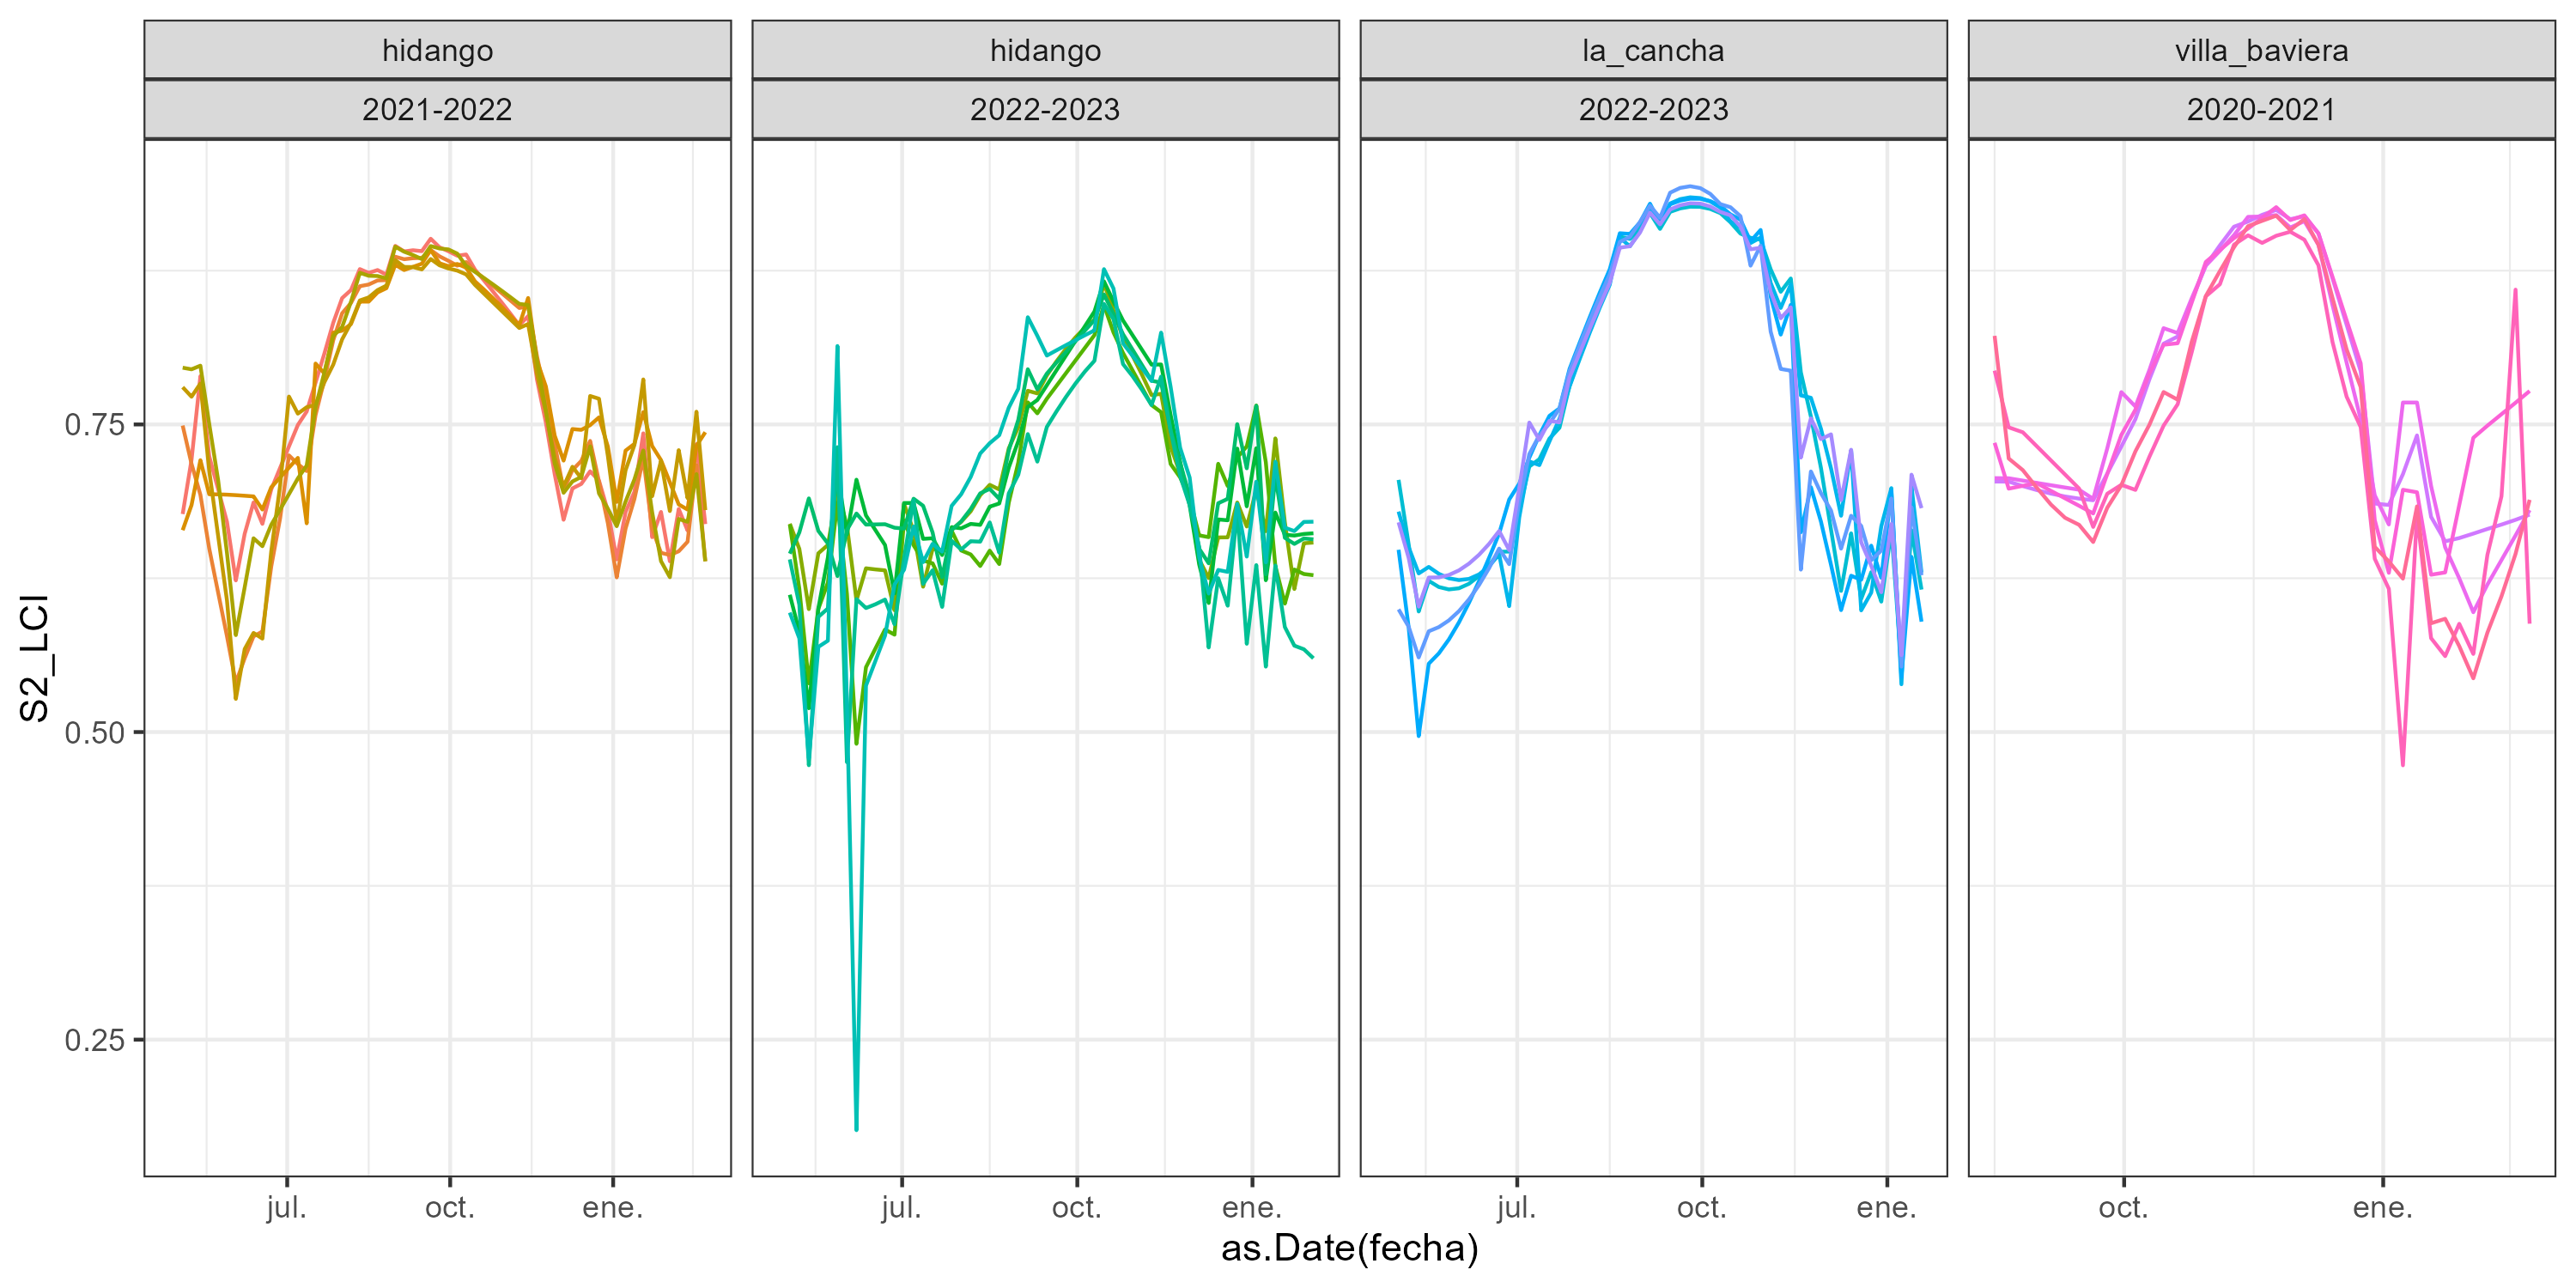 hidango
hidango
la_cancha
villa_baviera
2021-2022
2022-2023
2022-2023
2020-2021
S2_LCI
0.75
0.50
0.25
jul.
oct.
ene.
jul.
oct.
ene.
jul.
oct.
ene.
oct.
ene.
as.Date(fecha)